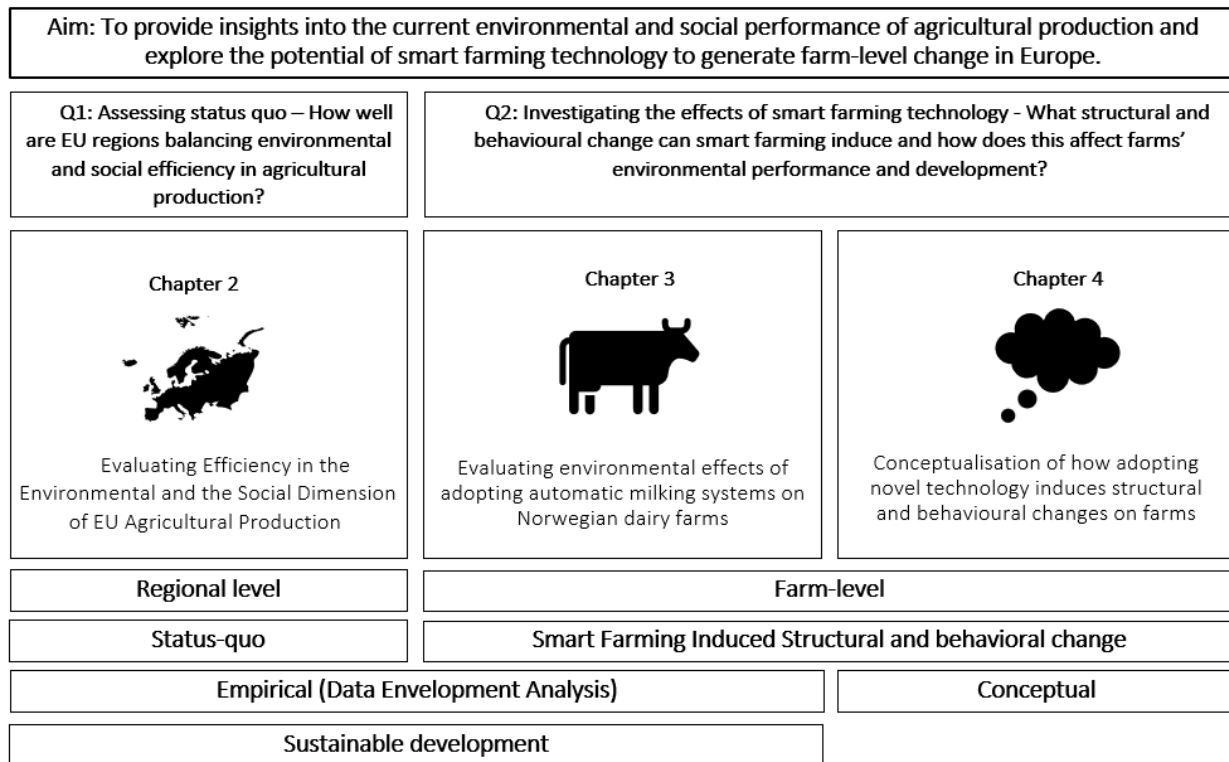 Aim: To provide insights into the current environmental and social performance of agricultural production and
explore the potential of smart farming technology to generate farm-level change in Europe.
Q1: Assessing status quo – How well
are EU regions balancing environmental
and social efficiency in agricultural
production?
Q2: Investigating the effects of smart farming technology - What structural and
behavioural change can smart farming induce and how does this affect farms'
environmental performance and development?
Chapter 2
Evaluating Efficiency in the
Environmental and the Social Dimension
of EU Agricultural Production
Chapter 3
Evaluating environmental effects of
adopting automatic milking systems on
Norwegian dairy farms
Chapter 4
Conceptualisation of how adopting
novel technology induces structural
and behavioural changes on farms
Regional level
Farm-level
Status-quo
Smart Farming Induced Structural and behavioral change
Empirical (Data Envelopment Analysis)
Conceptual
Sustainable development